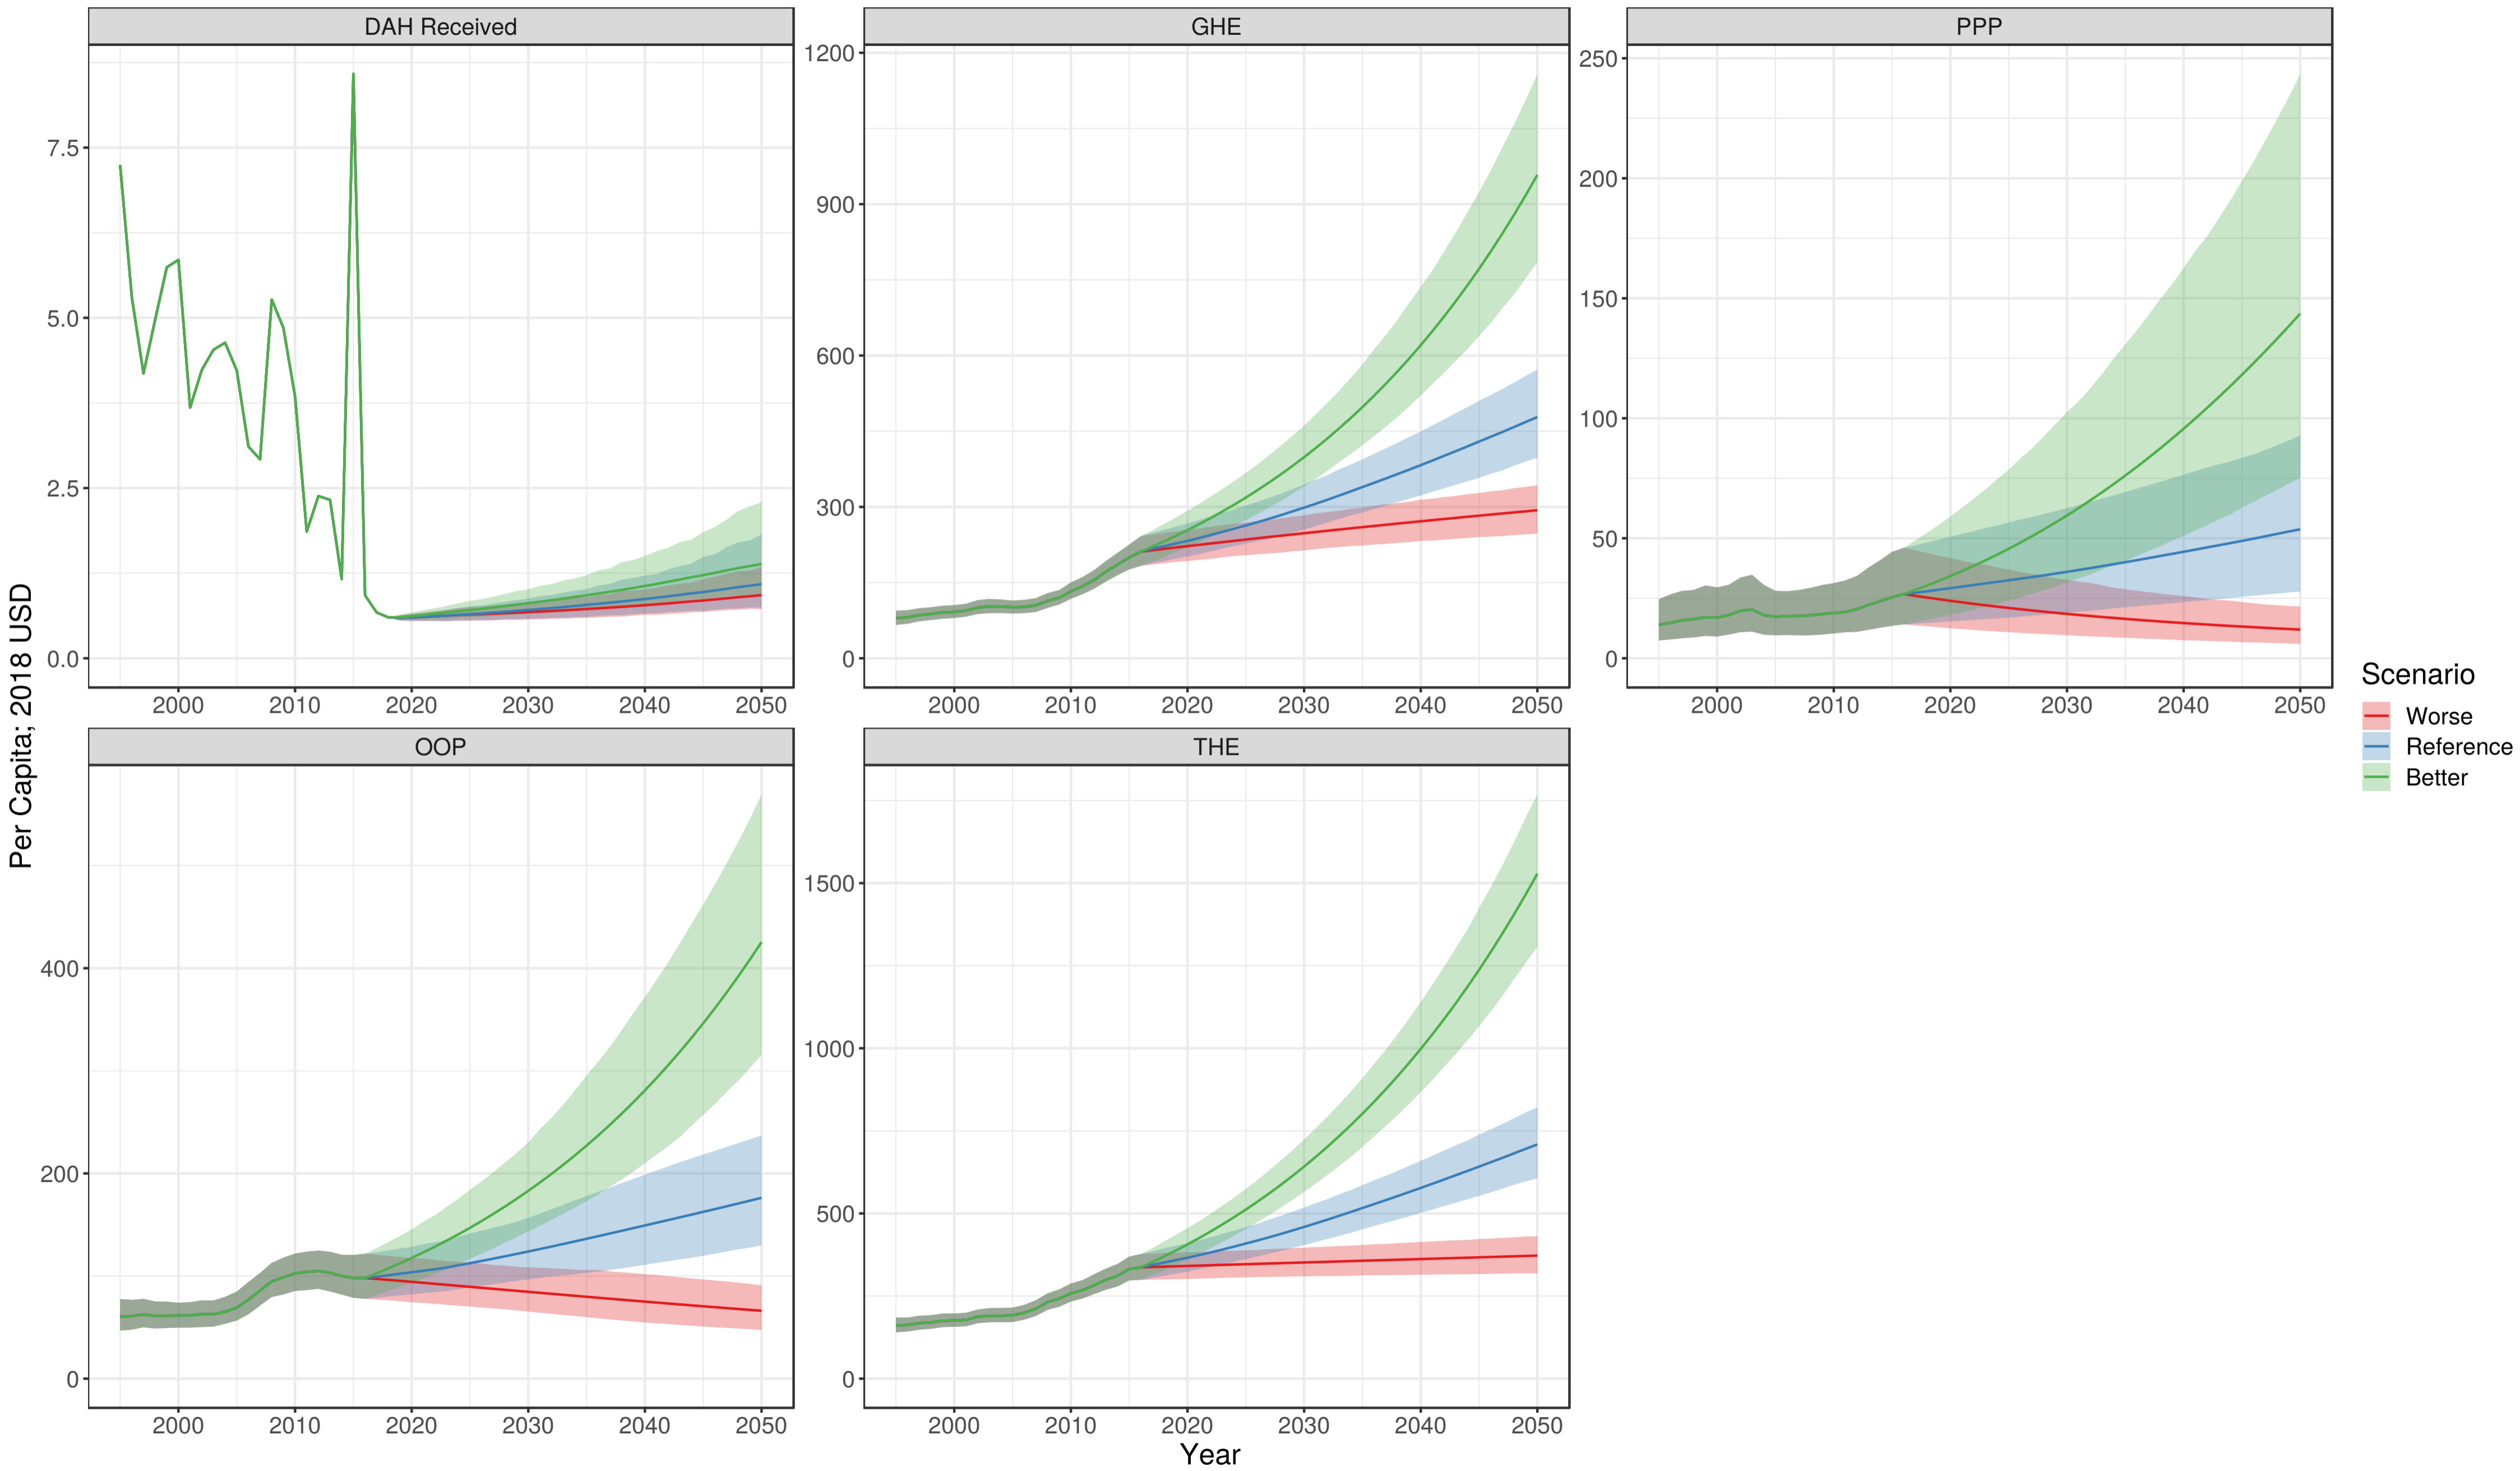 DAH Received
GHE
PPP
7.5
5.0
2.5
0.0
1200
900
600
300
0
250
200
150
100
50
0
2000 2010 2020 2030 2040 2050
2000 2010 2020 2030 2040 2050
2000 2010 2020 2030 2040 2050
Per Capita; 2018 USD
OOP
THE
400
200
0
1500
1000
500
0
2000 2010 2020 2030 2040 2050
2000 2010 2020 2030 2040 2050
Year
Scenario
Worse
Reference
Better